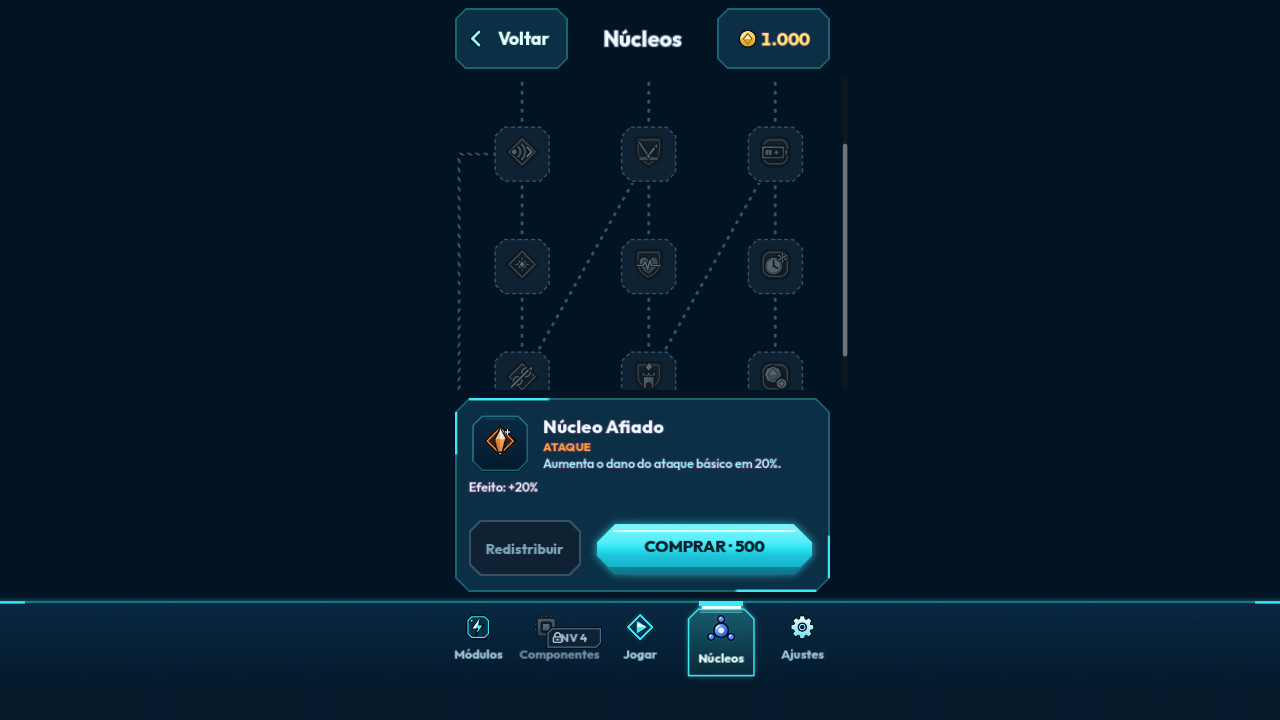 Voltar
Núcleos
1.000
Núcleo Afiado
ATAQUE
Aumenta o dano do ataque básico em 20%.
Efeito: +20%
Redistribuir
COMPRAR · 500
NV 4
Módulos
Componentes
Jogar
Núcleos
Ajustes